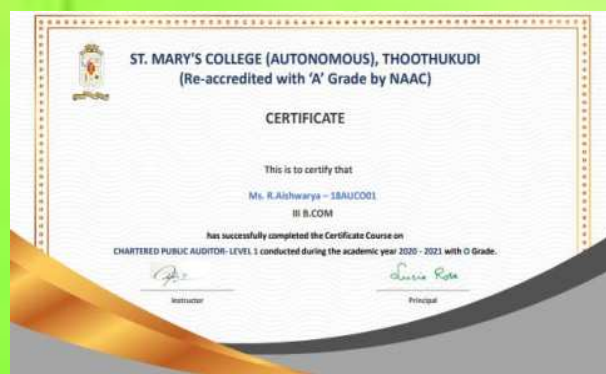 ST. MARY'S COLLEGE (AUTONOMOUS), THOOTHUKUDI
(Re-accredited with 'A' Grade by NAAC)
CERTIFICATE
This is to certify that
Ms. R.Aishwarya – 18AUCO01
III B.COM
has successfully completed the Certificate Course on
CHARTERED PUBLIC AUDITOR- LEVEL 1 conducted during the academic year 2020 - 2021 with O Grade.
Lucia Rose
Instructor
Principal